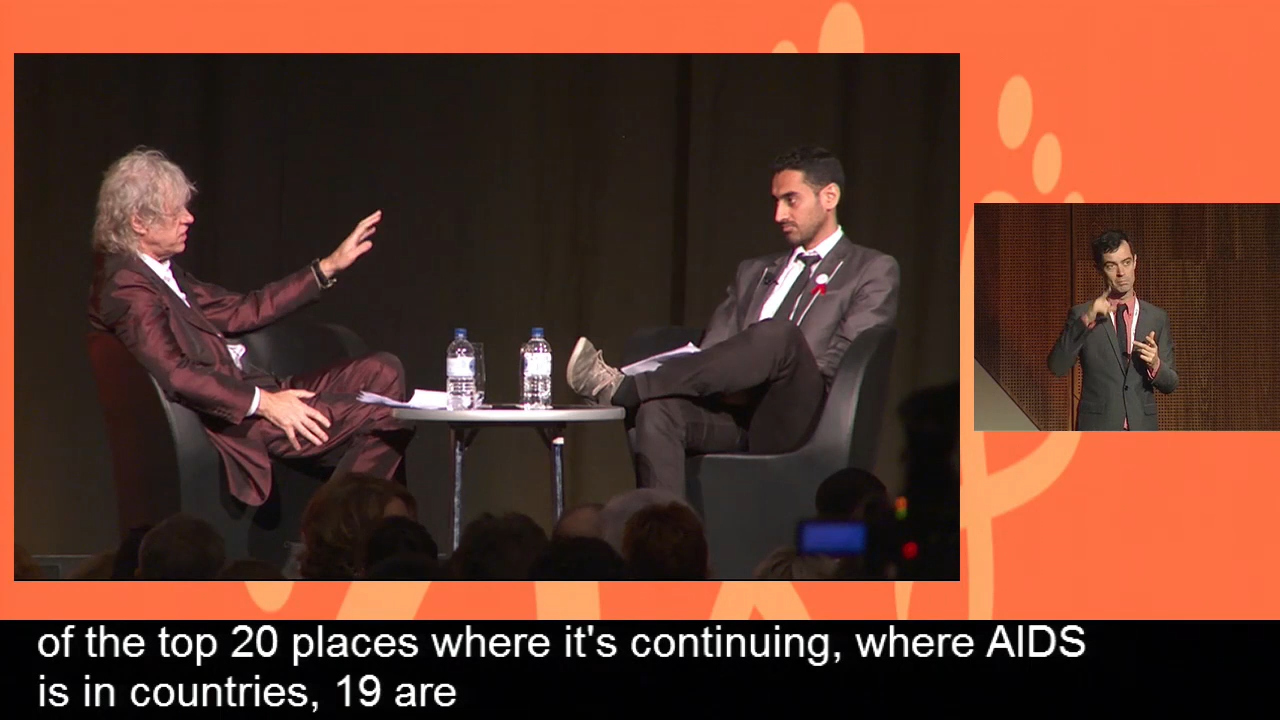 of the top 20 places where it's continuing, where AIDS
is in countries, 19 are